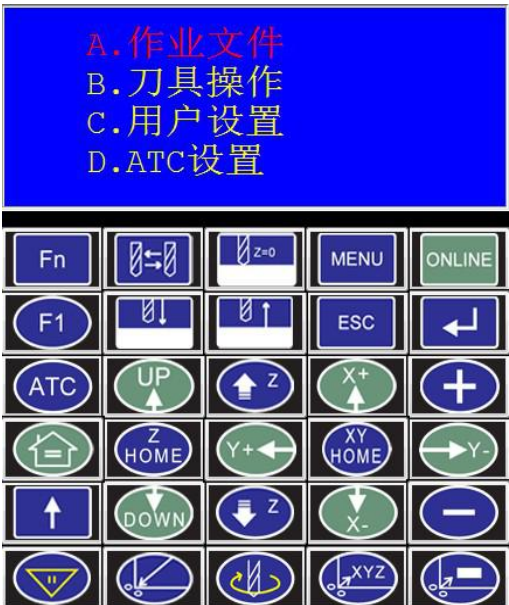 A.作业文件
B.刀具操作
C.用户设置
D.ATC设置
Fn Z=0 MENU ONLINE
F1 ESC
ATC UP Z X+ +
Z HOME Y+ XY HOME Y-
DOWN Z X- -
XYZ